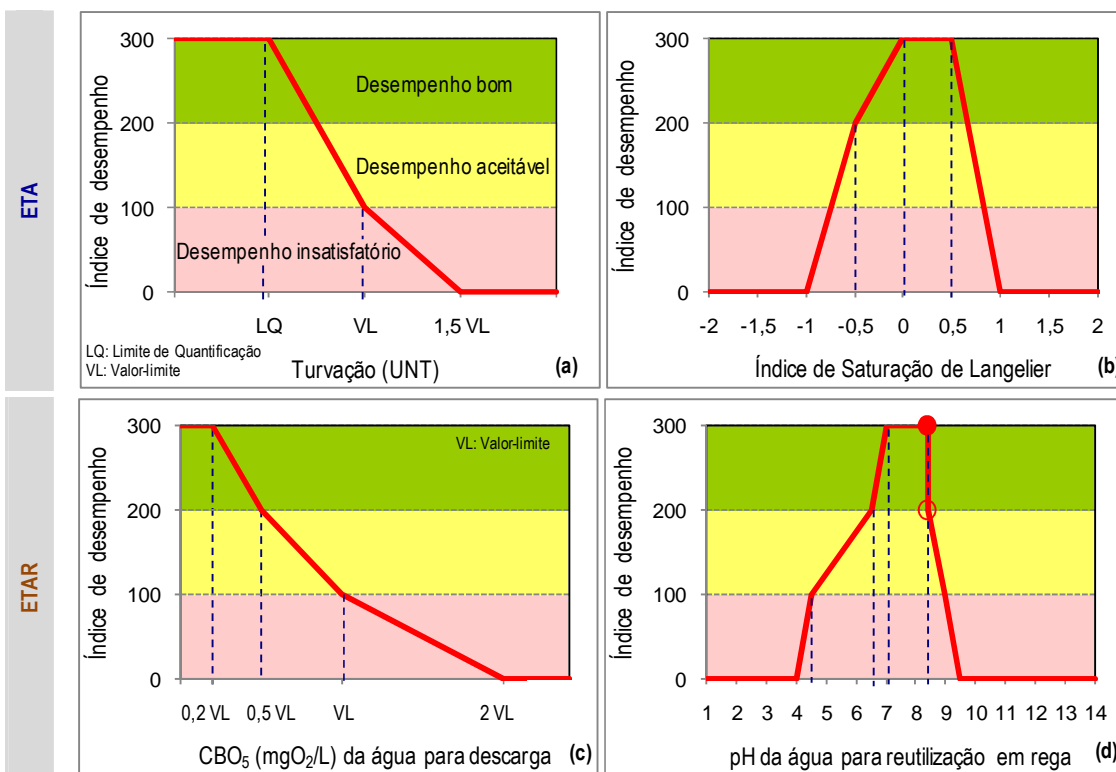 ETA
Índice de desempenho
300
200
100
0
Desempenho bom
Desempenho aceitável
Desempenho insatisfatório
LQ VL 1,5 VL
LQ: Limite de Quantificação
VL: Valor-limite
Turvação (UNT)
(a)
Índice de desempenho
300
200
100
0
-2 -1,5 -1 -0,5 0 0,5 1 1,5 2
Índice de Saturação de Langelier
(b)
ETAR
Índice de desempenho
300
200
100
0
VL: Valor-limite
0,2 VL 0,5 VL VL 2 VL
CBO₅ (mgO₂/L) da água para descarga
(c)
Índice de desempenho
300
200
100
0
1 2 3 4 5 6 7 8 9 10 11 12 13 14
pH da água para reutilização em rega
(d)